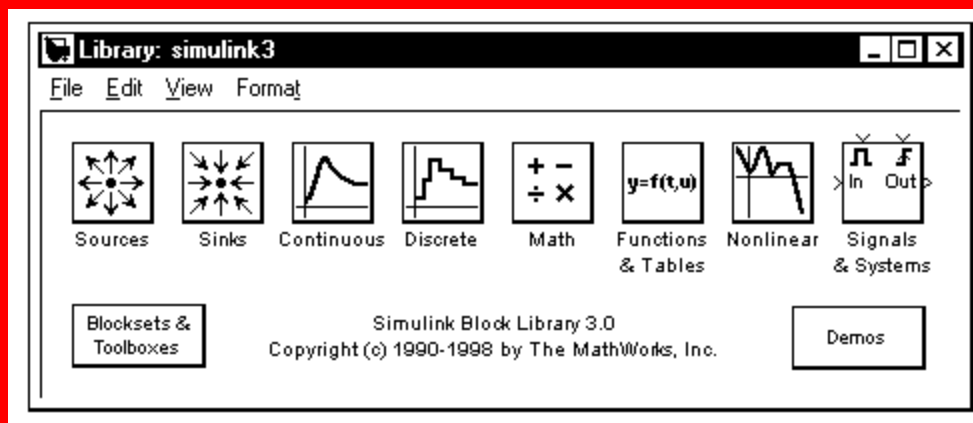 Library: simulink3
File Edit View Format
+ −
÷ ×
y=f(t,u)
In Out
Sources Sinks Continuous Discrete Math Functions & Tables Nonlinear Signals & Systems
Blocksets & Toolboxes
Simulink Block Library 3.0
Copyright (c) 1990-1998 by The MathWorks, Inc.
Demos